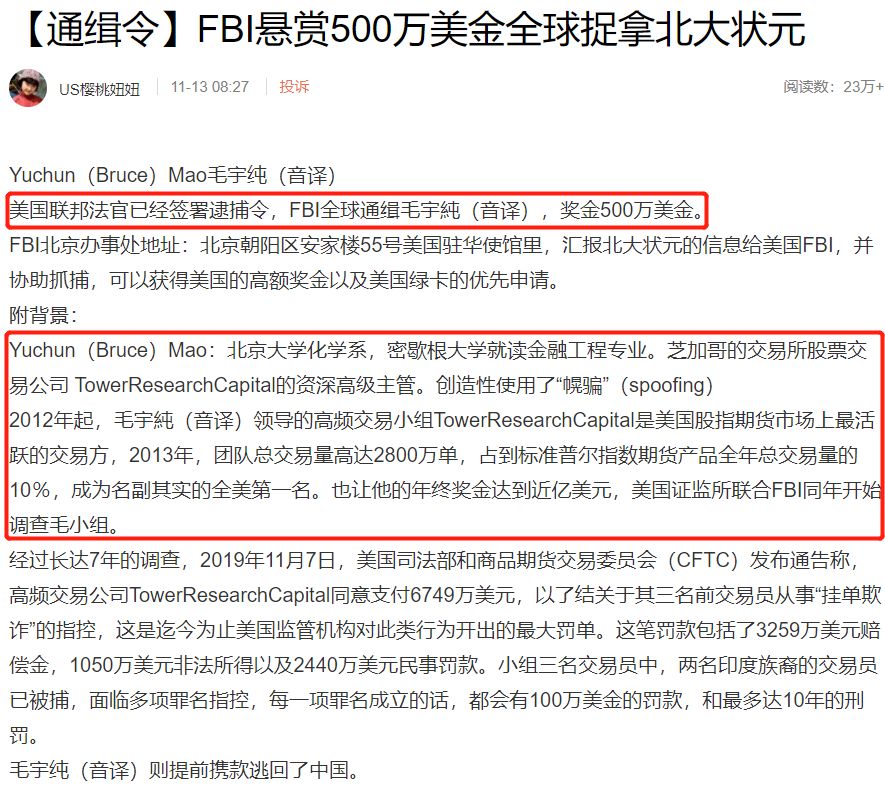 【通缉令】FBI悬赏500万美金全球捉拿北大状元
US樱桃妞妞 11-13 08:27 投诉 阅读数：23万+
Yuchun（Bruce）Mao毛宇纯（音译）
美国联邦法官已经签署逮捕令，FBI全球通缉毛宇純（音译），奖金500万美金。
FBI北京办事处地址：北京朝阳区安家楼55号美国驻华使馆里，汇报北大状元的信息给美国FBI，并
协助抓捕，可以获得美国的高额奖金以及美国绿卡的优先申请。
附背景：
Yuchun（Bruce）Mao：北京大学化学系，密歇根大学就读金融工程专业。芝加哥的交易所股票交
易公司 TowerResearchCapital的资深高级主管。创造性使用了“幌骗”（spoofing）
2012年起，毛宇純（音译）领导的高频交易小组TowerResearchCapital是美国股指期货市场上最活
跃的交易方，2013年，团队总交易量高达2800万单，占到标准普尔指数期货产品全年总交易量的
10％，成为名副其实的全美第一名。也让他的年终奖金达到近亿美元，美国证监所联合FBI同年开始
调查毛小组。
经过长达7年的调查，2019年11月7日，美国司法部和商品期货交易委员会（CFTC）发布通告称，
高频交易公司TowerResearchCapital同意支付6749万美元，以了结关于其三名前交易员从事“挂单欺
诈”的指控，这是迄今为止美国监管机构对此类行为开出的最大罚单。这笔罚款包括了3259万美元赔
偿金，1050万美元非法所得以及2440万美元民事罚款。小组三名交易员中，两名印度族裔的交易员
已被捕，面临多项罪名指控，每一项罪名成立的话，都会有100万美金的罚款，和最多达10年的刑
罚。
毛宇纯（音译）则提前携款逃回了中国。